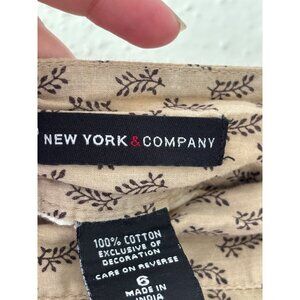 NEW YORK & COMPANY
100% COTTON
EXCLUSIVE OF
DECORATION
CARE ON REVERSE
6
MADE IN
INDIA